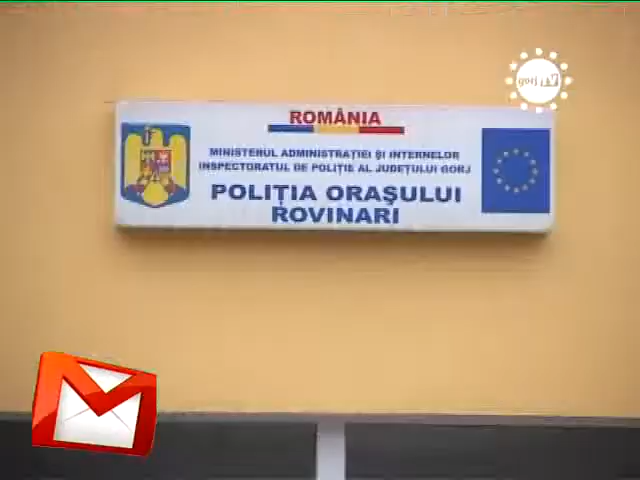 gorj TV
ROMÂNIA
MINISTERUL ADMINISTRAŢIEI ŞI INTERNELOR
INSPECTORATUL DE POLIŢIE AL JUDEŢULUI GORJ
POLIŢIA ORAŞULUI
ROVINARI